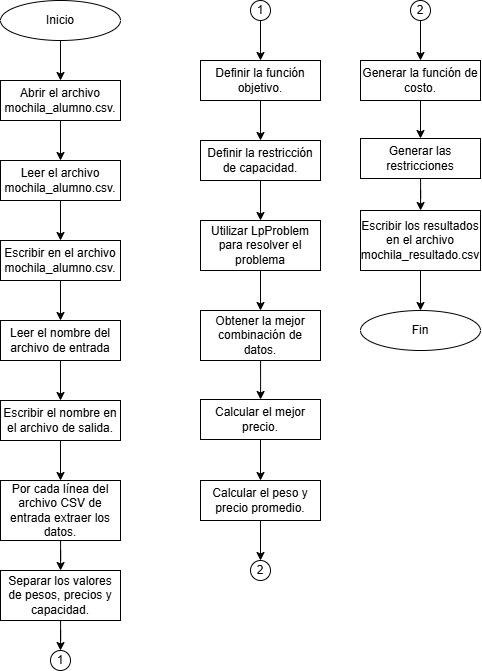 Inicio
Abrir el archivo
mochila_alumno.csv.
Leer el archivo
mochila_alumno.csv.
Escribir en el archivo
mochila_alumno.csv.
Leer el nombre del
archivo de entrada
Escribir el nombre en
el archivo de salida.
Por cada línea del
archivo CSV de
entrada extraer los
datos.
Separar los valores
de pesos, precios y
capacidad.
1
1
Definir la función
objetivo.
Definir la restricción
de capacidad.
Utilizar LpProblem
para resolver el
problema
Obtener la mejor
combinación de
datos.
Calcular el mejor
precio.
Calcular el peso y
precio promedio.
2
2
Generar la función de
costo.
Generar las
restricciones
Escribir los resultados
en el archivo
mochila_resultado.csv
Fin